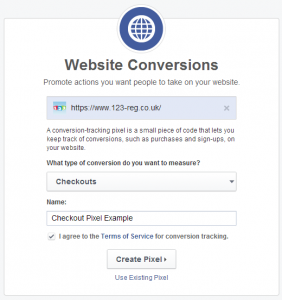 Website Conversions
Promote actions you want people to take on your website.
https://www.123-reg.co.uk/
A conversion-tracking pixel is a small piece of code that lets you
keep track of conversions, such as purchases and sign-ups, on
your website.
What type of conversion do you want to measure?
Checkouts
Name:
Checkout Pixel Example
I agree to the Terms of Service for conversion tracking.
Create Pixel
Use Existing Pixel